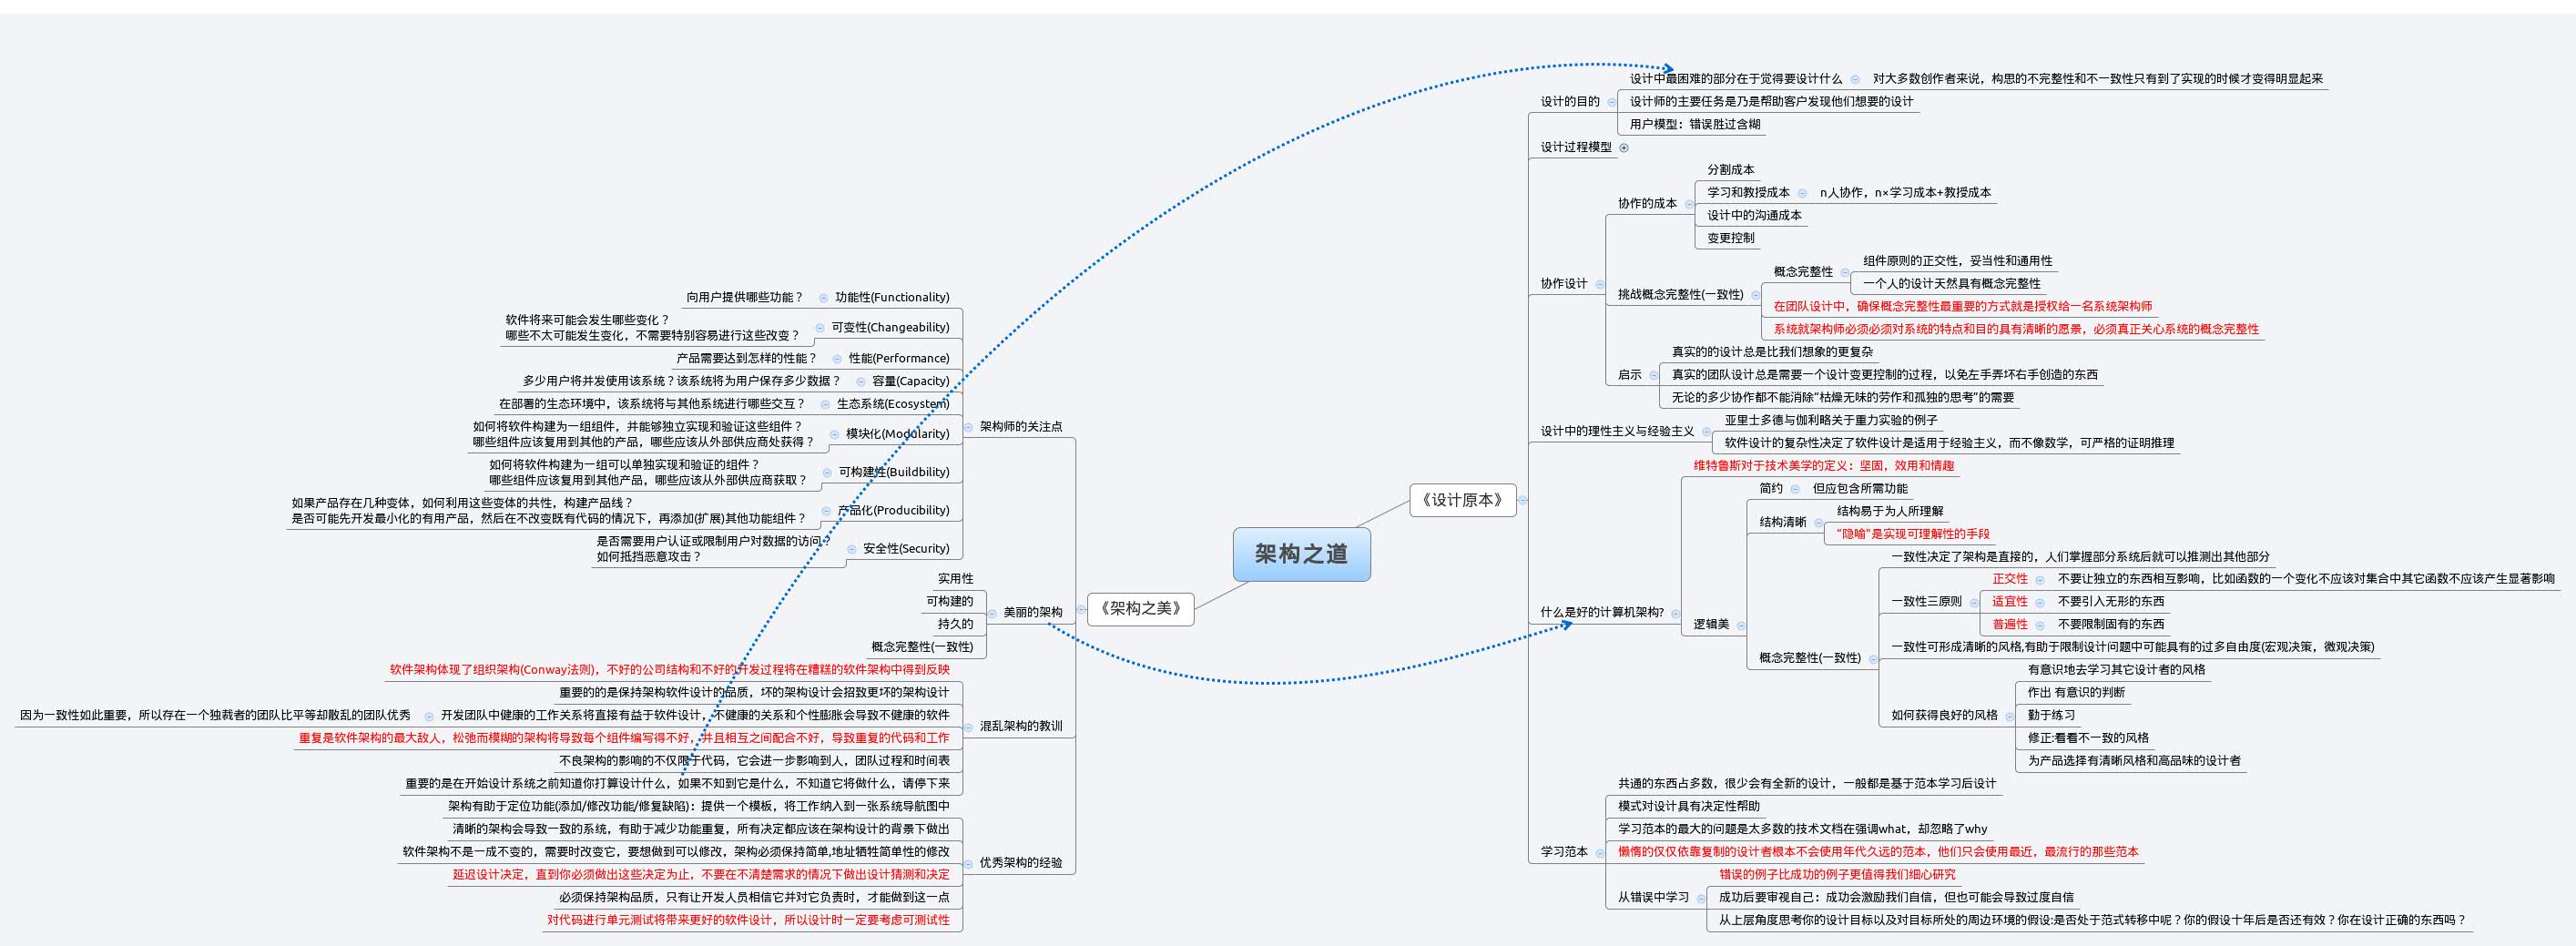 架构之道
《设计原本》
设计的目的
设计中最困难的部分在于觉得要设计什么
对大多数创作者来说，构思的不完整性和不一致性只有到了实现的时候才变得明显起来
设计师的主要任务是乃是帮助客户发现他们想要的设计
用户模型：错误胜过含糊
设计过程模型
协作设计
协作的成本
分割成本
学习和教授成本
n人协作，n×学习成本+教授成本
设计中的沟通成本
变更控制
挑战概念完整性(一致性)
概念完整性
组件原则的正交性，妥当性和通用性
一个人的设计天然具有概念完整性
在团队设计中，确保概念完整性最重要的方式就是授权给一名系统架构师
系统就架构师必须必须对系统的特点和目的具有清晰的愿景，必须真正关心系统的概念完整性
启示
真实的的设计总是比我们想象的更复杂
真实的团队设计总是需要一个设计变更控制的过程，以免左手弄坏右手创造的东西
无论的多少协作都不能消除“枯燥无味的劳作和孤独的思考”的需要
设计中的理性主义与经验主义
亚里士多德与伽利略关于重力实验的例子
软件设计的复杂性决定了软件设计是适用于经验主义，而不像数学，可严格的证明推理
什么是好的计算机架构?
维特鲁斯对于技术美学的定义：坚固，效用和情趣
逻辑美
简约
但应包含所需功能
结构清晰
结构易于为人所理解
“隐喻”是实现可理解性的手段
概念完整性(一致性)
一致性决定了架构是直接的，人们掌握部分系统后就可以推测出其他部分
一致性三原则
正交性
不要让独立的东西相互影响，比如函数的一个变化不应该对集合中其它函数不应该产生显著影响
适宜性
不要引入无形的东西
普遍性
不要限制固有的东西
一致性可形成清晰的风格,有助于限制设计问题中可能具有的过多自由度(宏观决策，微观决策)
如何获得良好的风格
有意识地去学习其它设计者的风格
作出 有意识的判断
勤于练习
修正:看看不一致的风格
为产品选择有清晰风格和高品味的设计者
学习范本
共通的东西占多数，很少会有全新的设计，一般都是基于范本学习后设计
模式对设计具有决定性帮助
学习范本的最大的问题是太多数的技术文档在强调what，却忽略了why
懒惰的仅仅依靠复制的设计者根本不会使用年代久远的范本，他们只会使用最近，最流行的那些范本
从错误中学习
错误的例子比成功的例子更值得我们细心研究
成功后要审视自己：成功会激励我们自信，但也可能会导致过度自信
从上层角度思考你的设计目标以及对目标所处的周边环境的假设:是否处于范式转移中呢？你的假设十年后是否还有效？你在设计正确的东西吗？
《架构之美》
架构师的关注点
功能性(Functionality)
向用户提供哪些功能？
可变性(Changeability)
软件将来可能会发生哪些变化？
哪些不太可能发生变化，不需要特别容易进行这些改变？
性能(Performance)
产品需要达到怎样的性能？
容量(Capacity)
多少用户将并发使用该系统？该系统将为用户保存多少数据？
生态系统(Ecosystem)
在部署的生态环境中，该系统将与其他系统进行哪些交互？
模块化(Modularity)
如何将软件构建为一组组件，并能够独立实现和验证这些组件？
哪些组件应该复用到其他的产品，哪些应该从外部供应商处获得？
可构建性(Buildbility)
如何将软件构建为一组可以单独实现和验证的组件？
哪些组件应该复用到其他产品，哪些应该从外部供应商获取？
产品化(Producibility)
如果产品存在几种变体，如何利用这些变体的共性，构建产品线？
是否可能先开发最小化的有用产品，然后在不改变既有代码的情况下，再添加(扩展)其他功能组件？
安全性(Security)
是否需要用户认证或限制用户对数据的访问？
如何抵挡恶意攻击？
美丽的架构
实用性
可构建的
持久的
概念完整性(一致性)
混乱架构的教训
软件架构体现了组织架构(Conway法则)，不好的公司结构和不好的开发过程将在糟糕的软件架构中得到反映
重要的的是保持架构软件设计的品质，坏的架构设计会招致更坏的架构设计
开发团队中健康的工作关系将直接有益于软件设计，不健康的关系和个性膨胀会导致不健康的软件
因为一致性如此重要，所以存在一个独裁者的团队比平等却散乱的团队优秀
重复是软件架构的最大敌人，松弛而模糊的架构将导致每个组件编写得不好，并且相互之间配合不好，导致重复的代码和工作
不良架构的影响的不仅限于代码，它会进一步影响到人，团队过程和时间表
重要的是在开始设计系统之前知道你打算设计什么，如果不知到它是什么，不知道它将做什么，请停下来
优秀架构的经验
架构有助于定位功能(添加/修改功能/修复缺陷)：提供一个模板，将工作纳入到一张系统导航图中
清晰的架构会导致一致的系统，有助于减少功能重复，所有决定都应该在架构设计的背景下做出
软件架构不是一成不变的，需要时改变它，要想做到可以修改，架构必须保持简单,地址牺牲简单性的修改
延迟设计决定，直到你必须做出这些决定为止，不要在不清楚需求的情况下做出设计猜测和决定
必须保持架构品质，只有让开发人员相信它并对它负责时，才能做到这一点
对代码进行单元测试将带来更好的软件设计，所以设计时一定要考虑可测试性